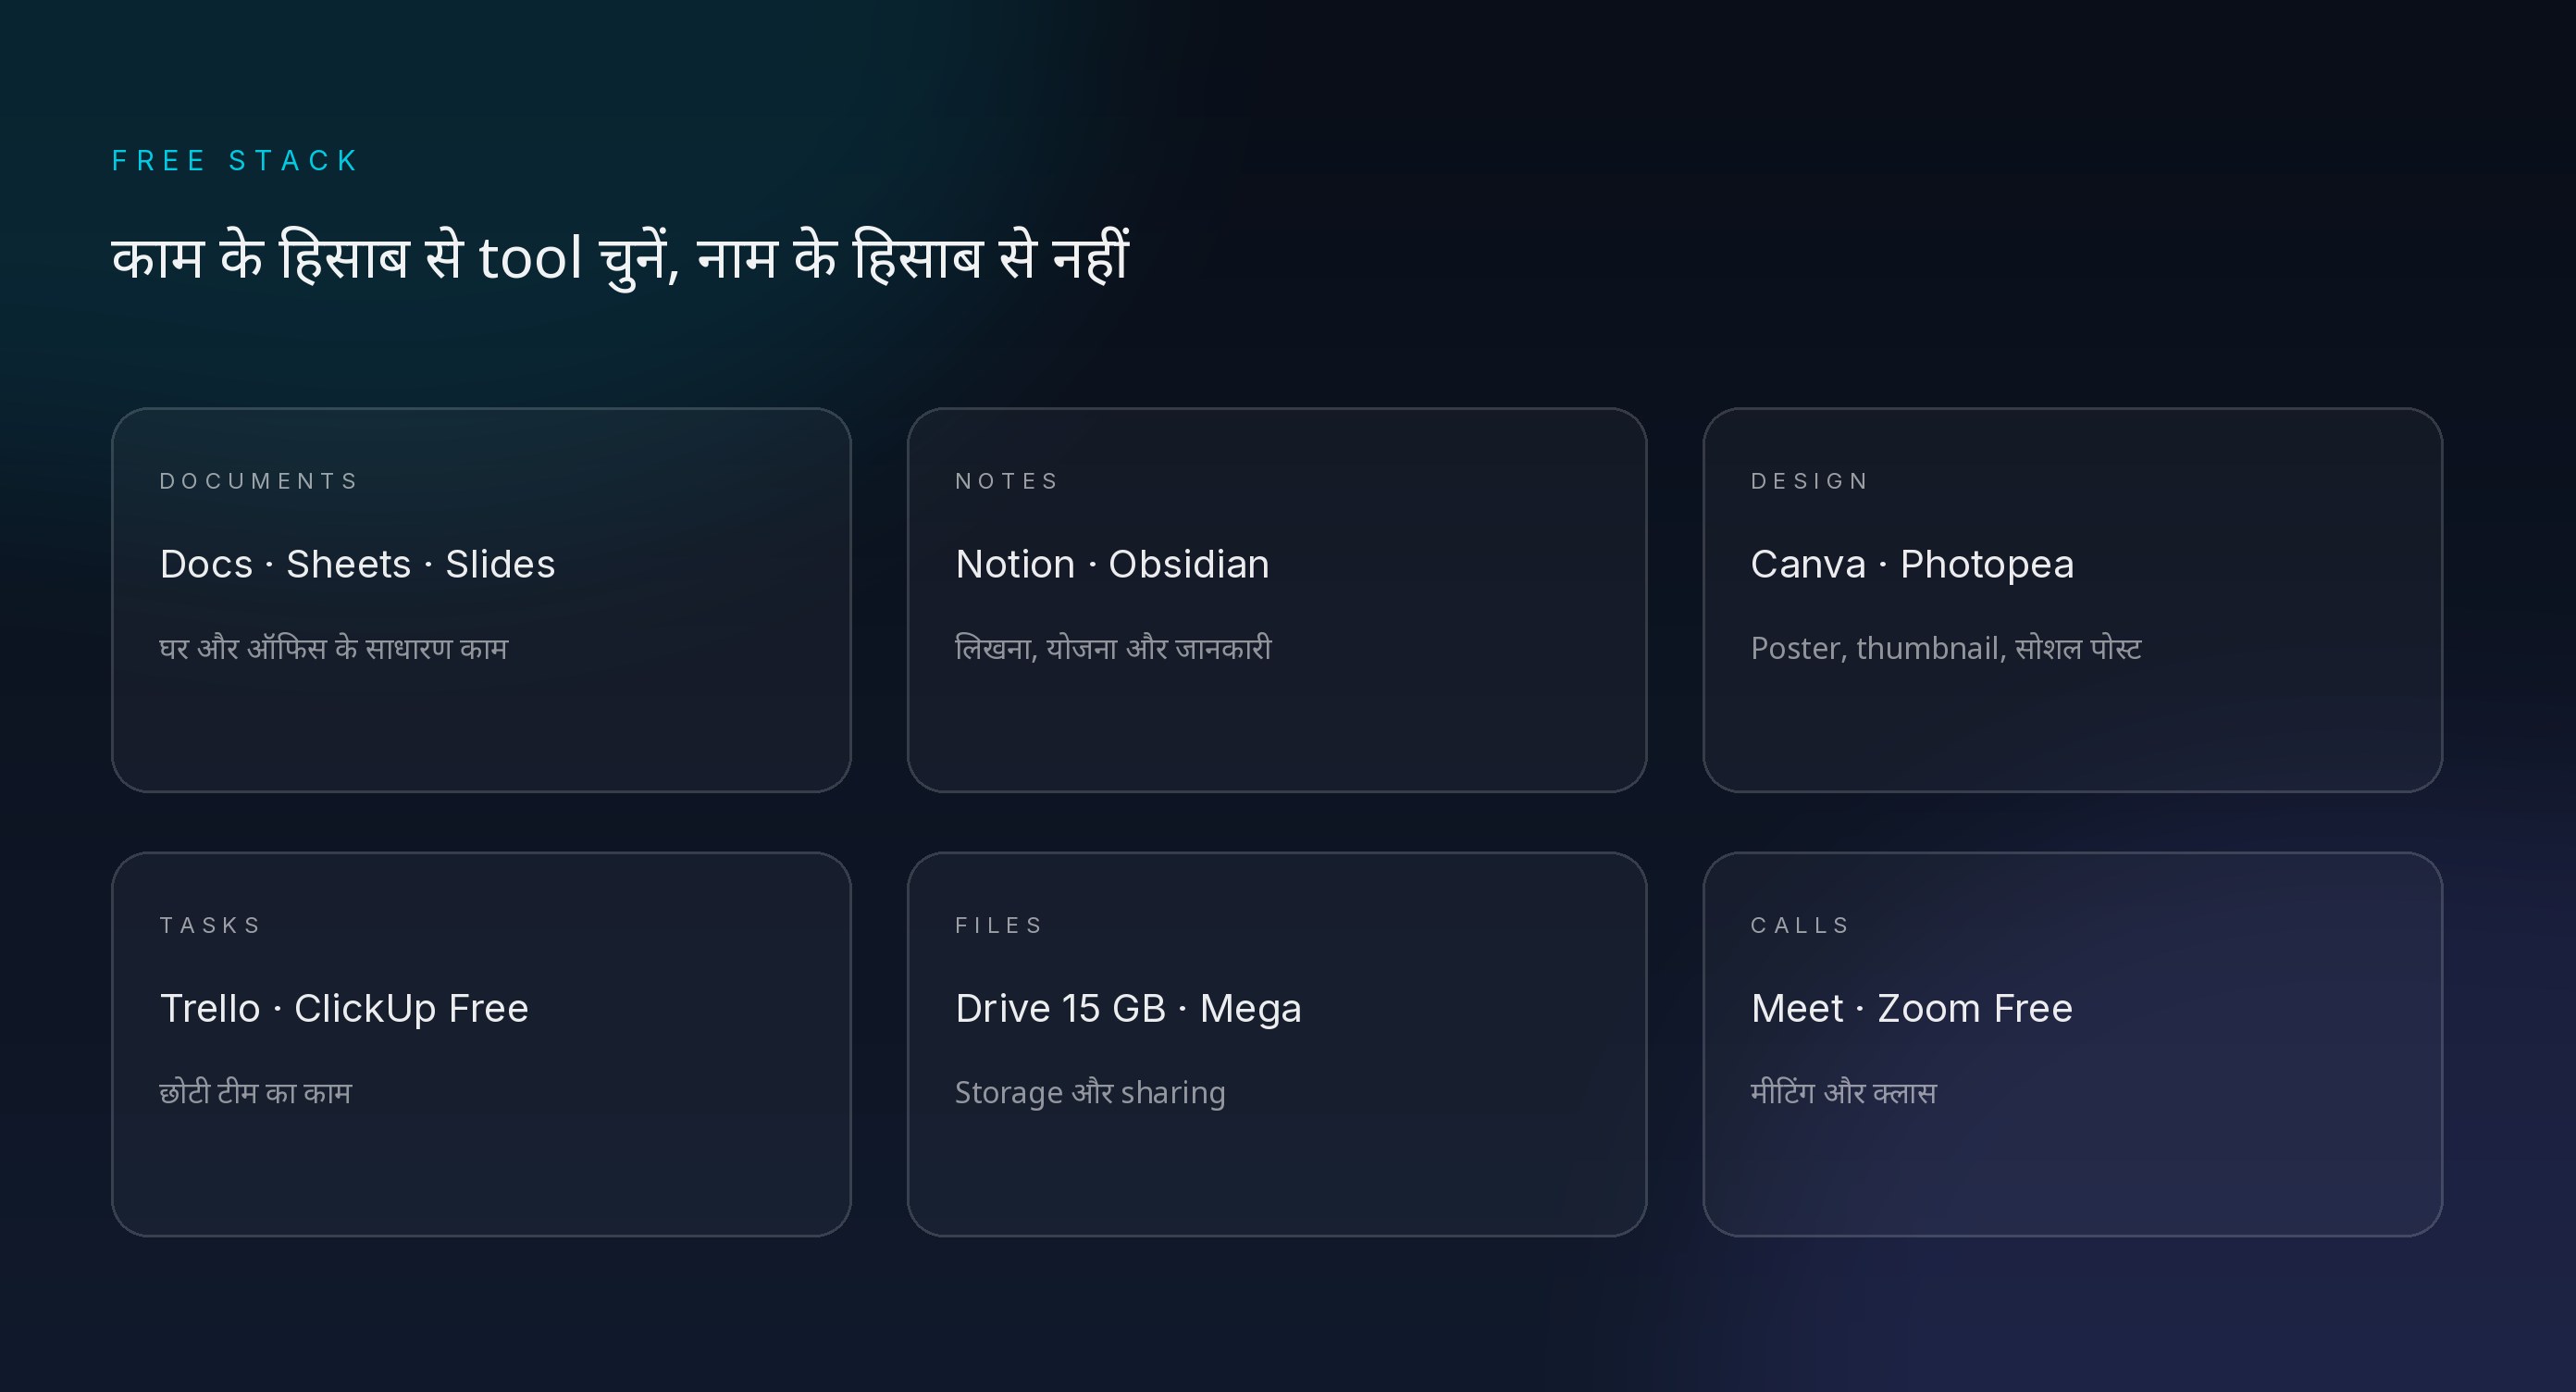 FREE STACK
काम के हिसाब से tool चुनें, नाम के हिसाब से नहीं
DOCUMENTS
Docs · Sheets · Slides
घर और ऑफिस के साधारण काम
NOTES
Notion · Obsidian
लिखना, योजना और जानकारी
DESIGN
Canva · Photopea
Poster, thumbnail, सोशल पोस्ट
TASKS
Trello · ClickUp Free
छोटी टीम का काम
FILES
Drive 15 GB · Mega
Storage और sharing
CALLS
Meet · Zoom Free
मीटिंग और क्लास